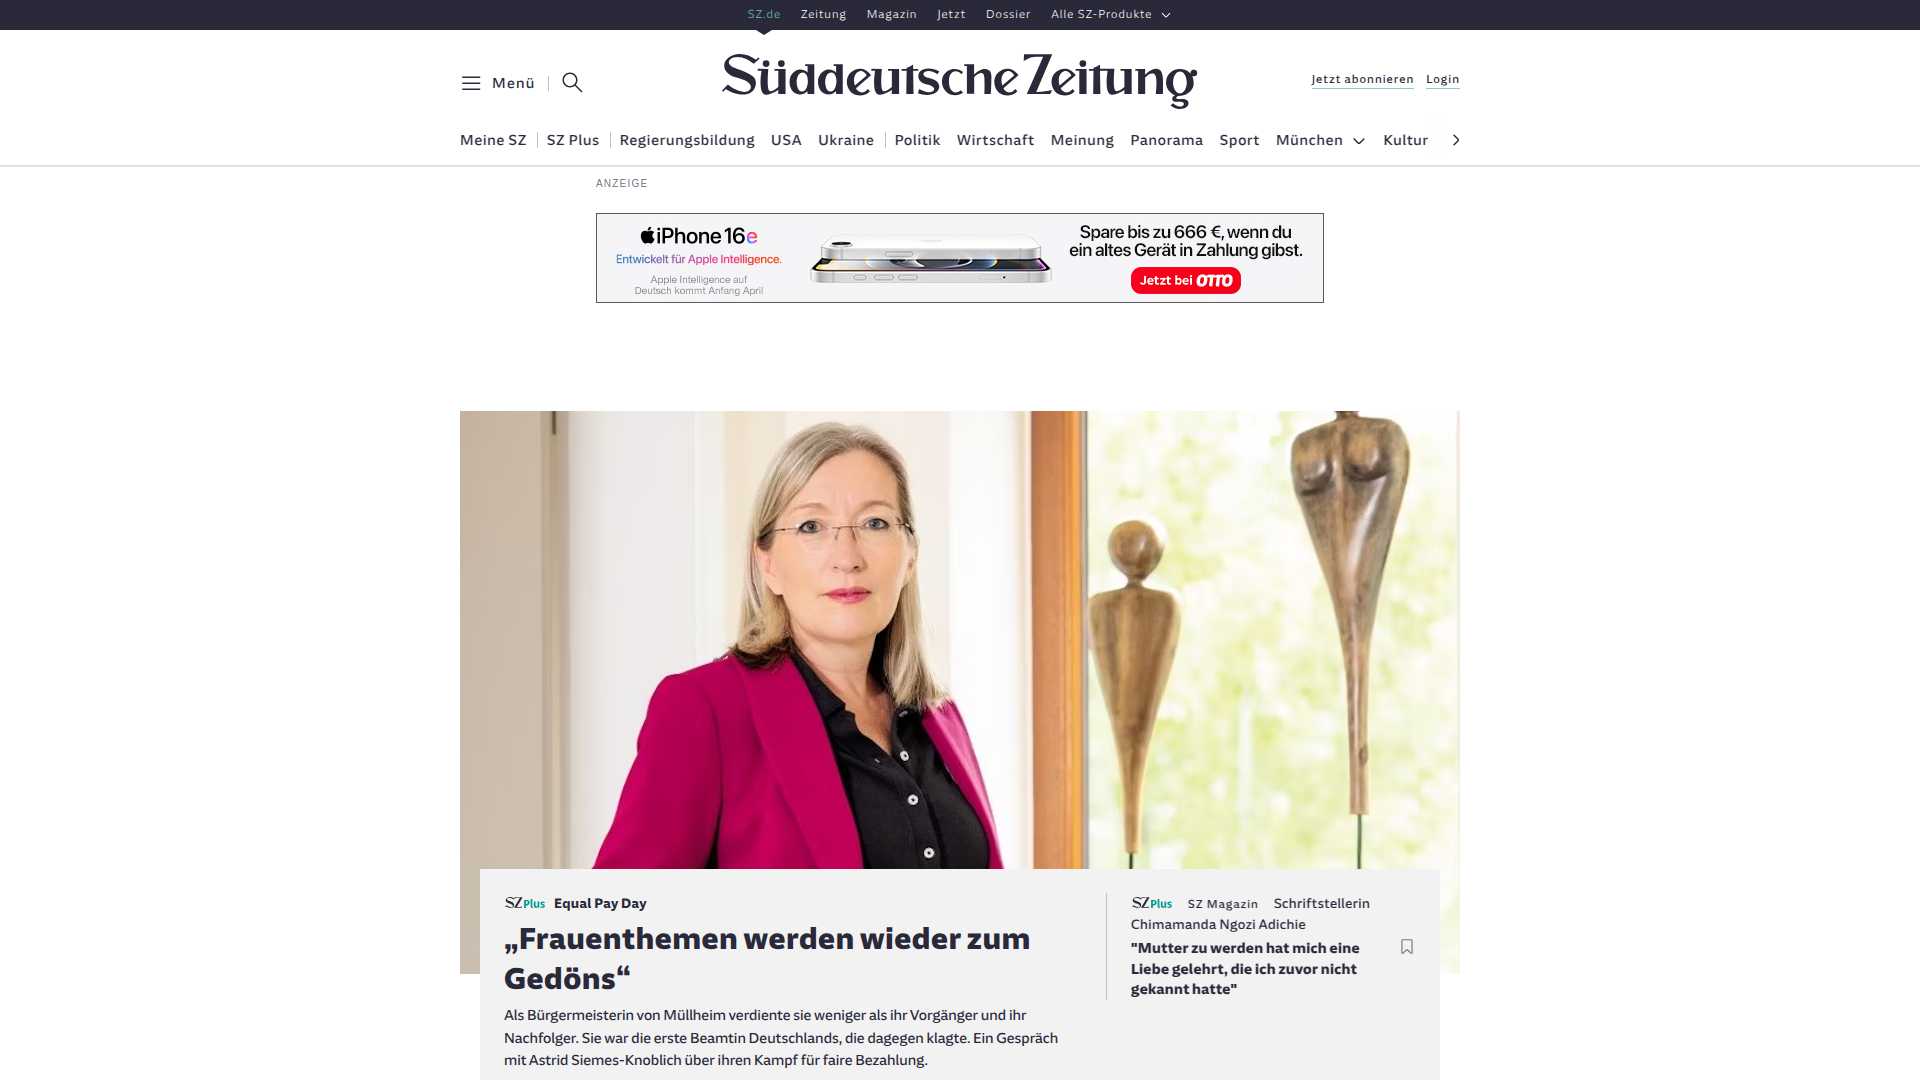 SZ.de Zeitung Magazin Jetzt Dossier Alle SZ-Produkte
Menü
Süddeutsche Zeitung
Jetzt abonnieren Login
Meine SZ SZ Plus Regierungsbildung USA Ukraine Politik Wirtschaft Meinung Panorama Sport München Kultur
ANZEIGE
iPhone 16e
Entwickelt für Apple Intelligence.
Apple Intelligence auf
Deutsch kommt Anfang April
Spare bis zu 666 €, wenn du
ein altes Gerät in Zahlung gibst.
Jetzt bei OTTO
SZ Plus Equal Pay Day
„Frauenthemen werden wieder zum
Gedöns“
Als Bürgermeisterin von Müllheim verdiente sie weniger als ihr Vorgänger und ihr
Nachfolger. Sie war die erste Beamtin Deutschlands, die dagegen klagte. Ein Gespräch
mit Astrid Siemes-Knoblich über ihren Kampf für faire Bezahlung.
SZ Plus SZ Magazin Schriftstellerin
Chimamanda Ngozi Adichie
"Mutter zu werden hat mich eine
Liebe gelehrt, die ich zuvor nicht
gekannt hatte"